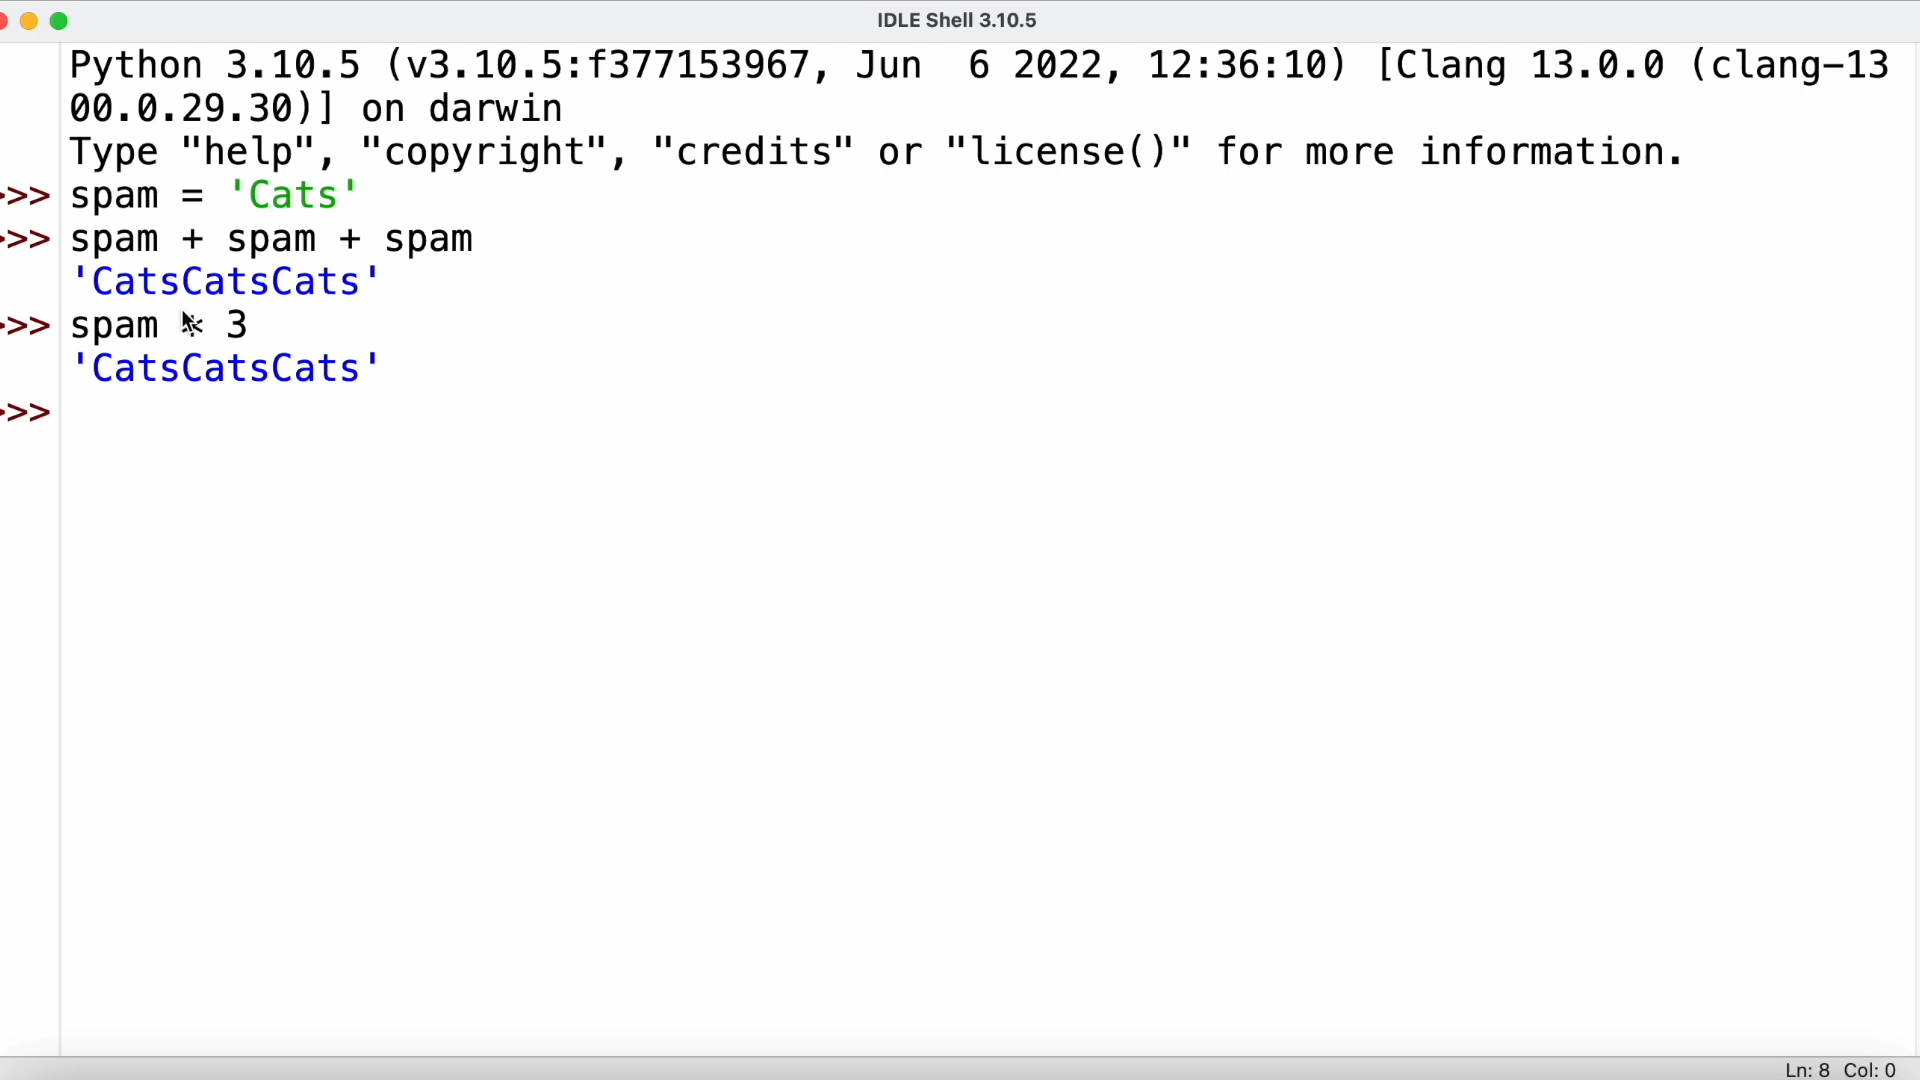 IDLE Shell 3.10.5
Python 3.10.5 (v3.10.5:f377153967, Jun  6 2022, 12:36:10) [Clang 13.0.0 (clang-13
00.0.29.30)] on darwin
Type "help", "copyright", "credits" or "license()" for more information.
>>> spam = 'Cats'
>>> spam + spam + spam
'CatsCatsCats'
>>> spam * 3
'CatsCatsCats'
>>>
Ln: 8 Col: 0